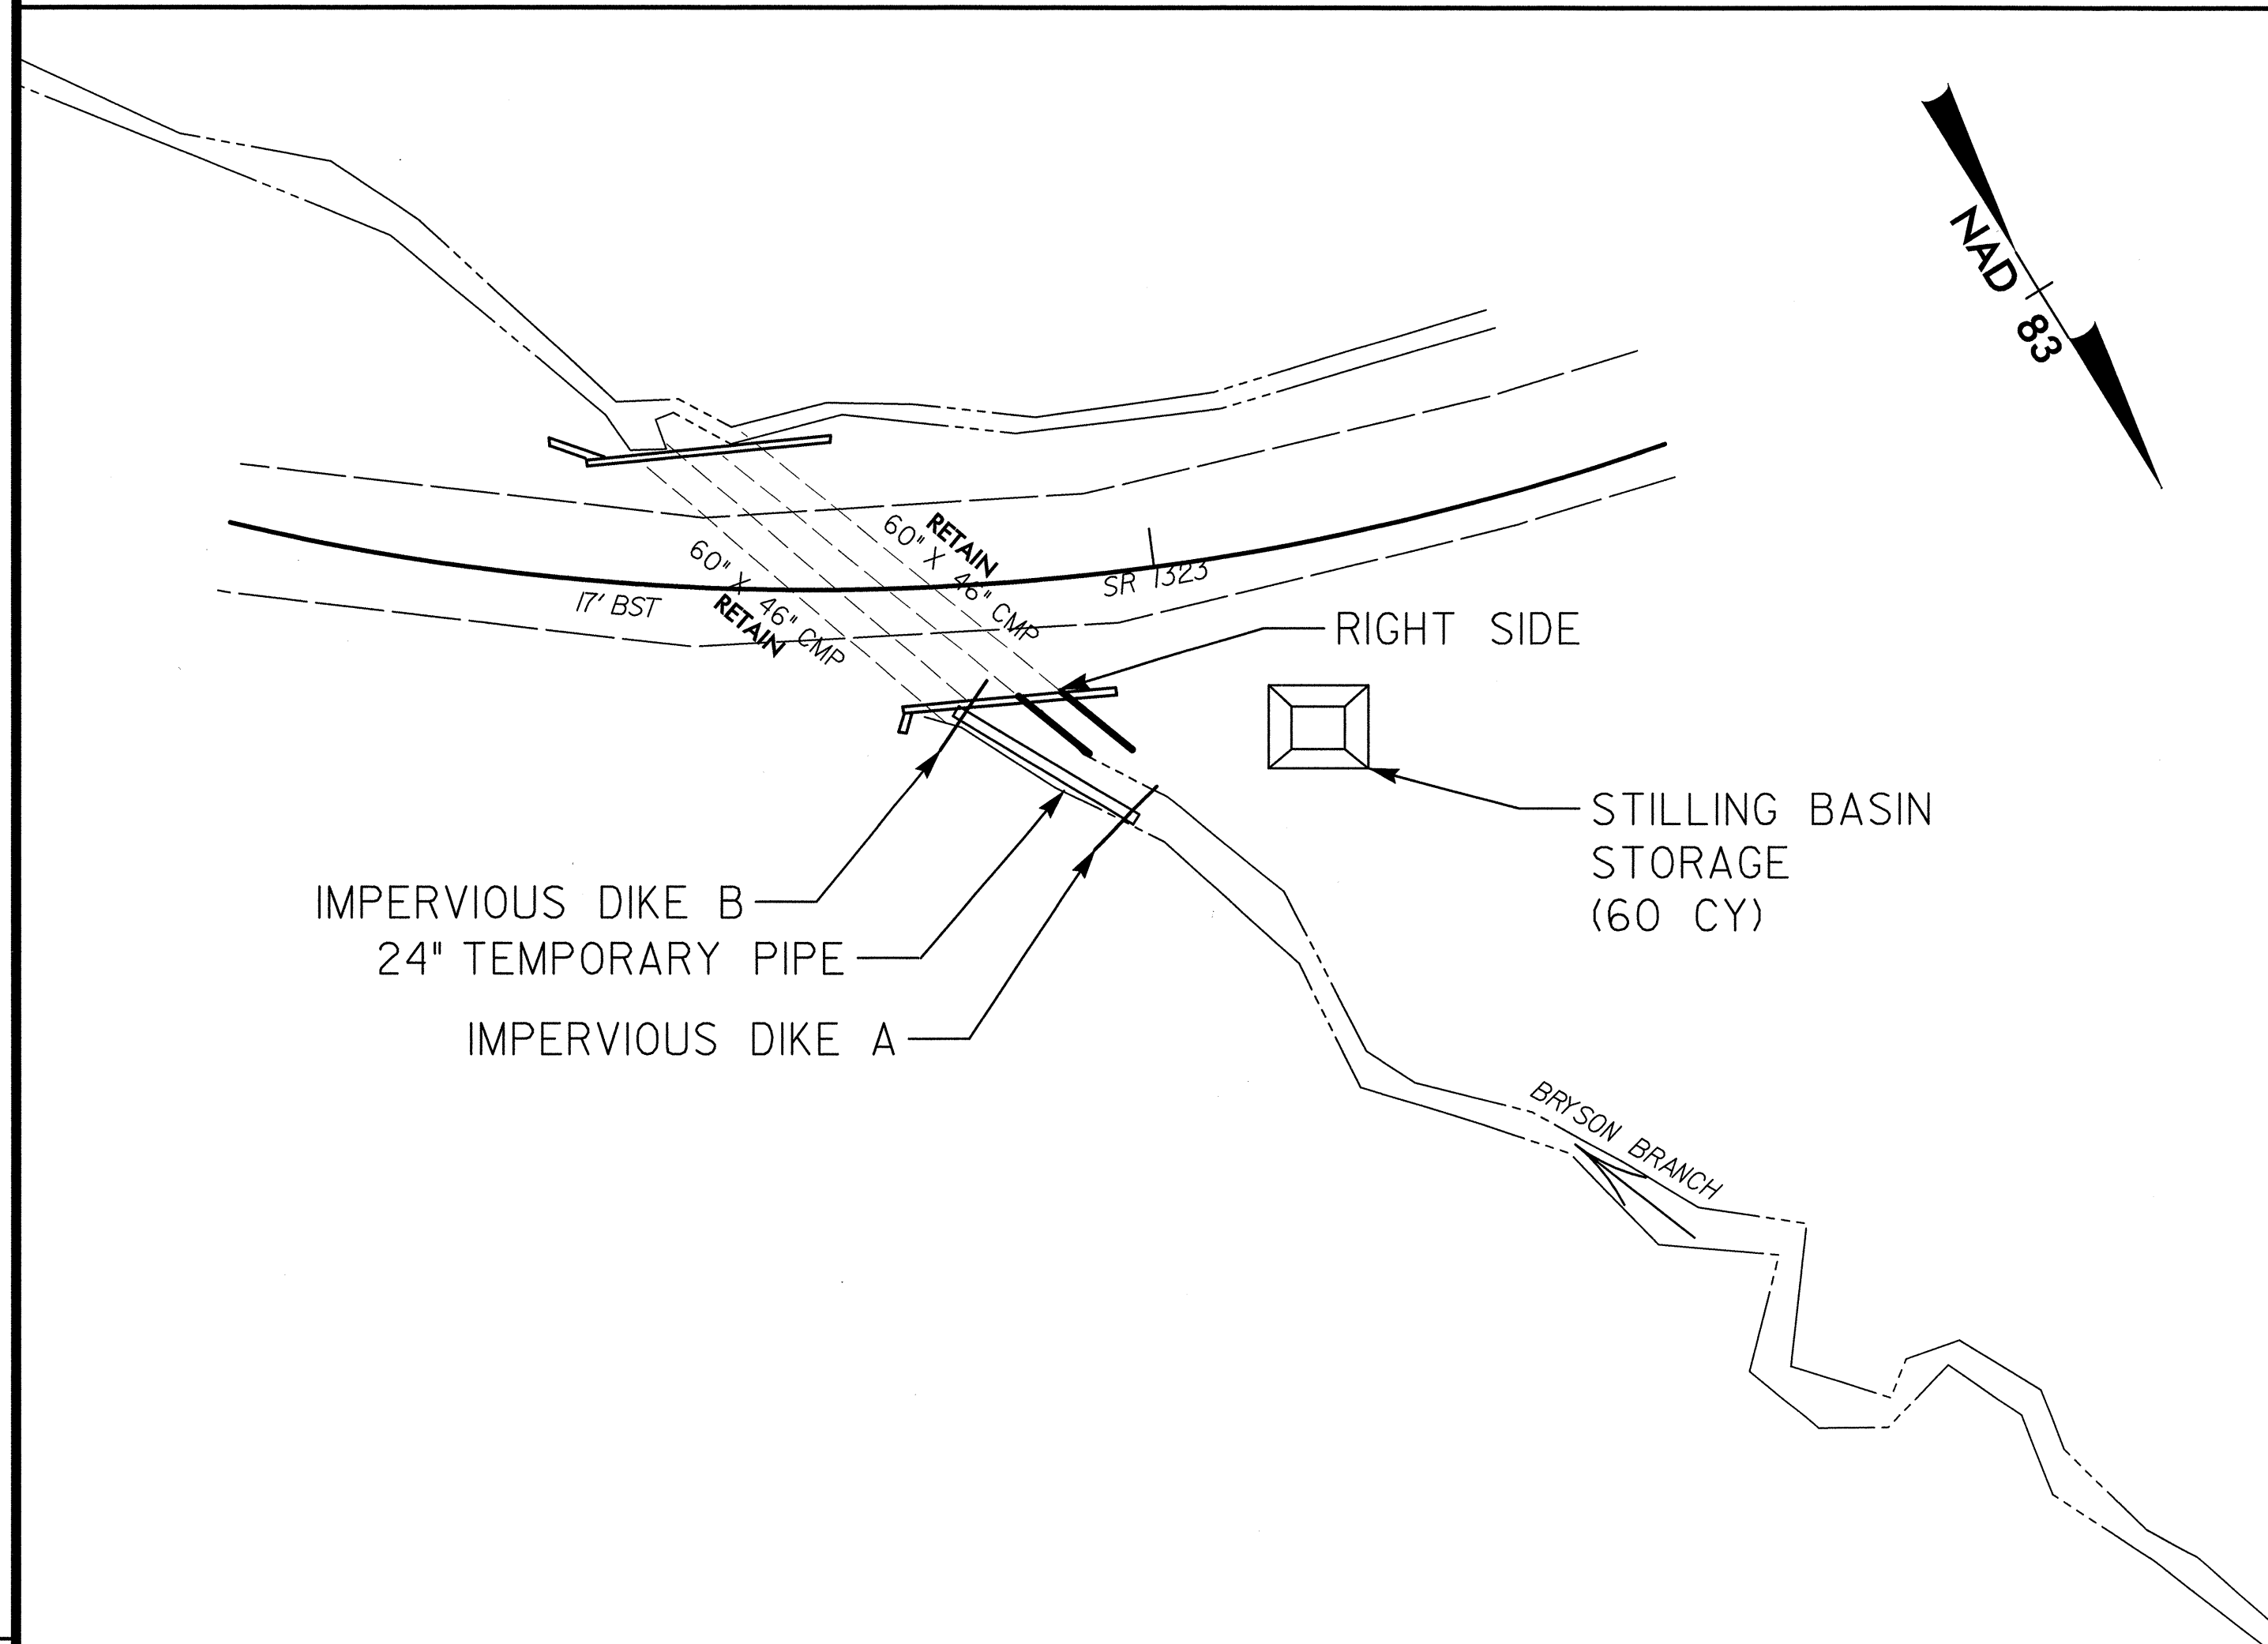 NAD 83
RETAIN
60" X 46" CMP
60" X 46" CMP
RETAIN
17' BST
SR 1323
RIGHT SIDE
STILLING BASIN
STORAGE
(60 CY)
IMPERVIOUS DIKE B
24" TEMPORARY PIPE
IMPERVIOUS DIKE A
BRYSON BRANCH